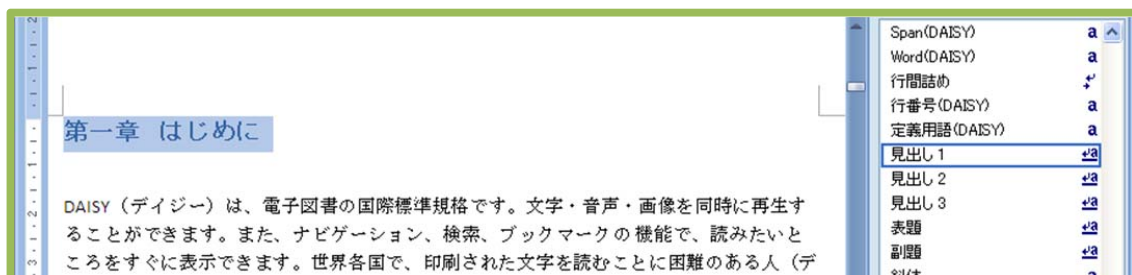 第一章 はじめに
DAISY（デイジー）は、電子図書の国際標準規格です。文字・音声・画像を同時に再生す
ることができます。また、ナビゲーション、検索、ブックマークの機能で、読みたいと
ころをすぐに表示できます。世界各国で、印刷された文字を読むことに困難のある人（デ
Span(DAISY) a
Word(DAISY) a
行間詰め
行番号(DAISY) a
定義用語(DAISY) a
見出し 1 a
見出し 2 a
見出し 3 a
表題 a
副題 a